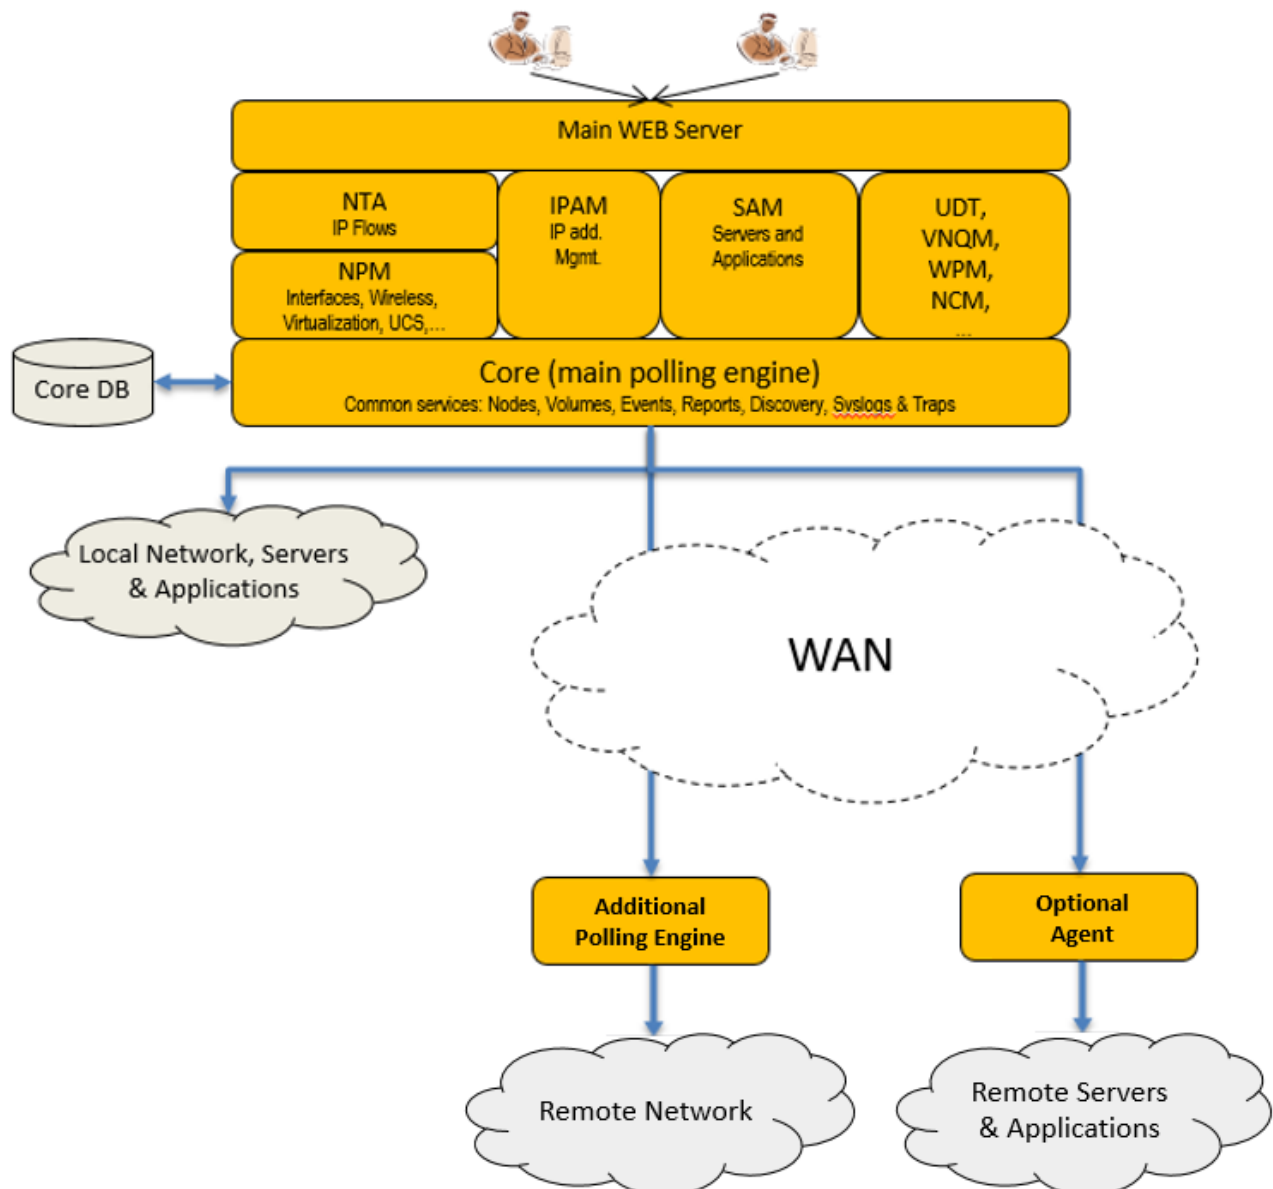 Main WEB Server
NTA
IP Flows
NPM
Interfaces, Wireless,
Virtualization, UCS,...
IPAM
IP add.
Mgmt.
SAM
Servers and
Applications
UDT,
VNQM,
WPM,
NCM,
...
Core DB
Core (main polling engine)
Common services: Nodes, Volumes, Events, Reports, Discovery, Syslogs & Traps
Local Network, Servers
& Applications
WAN
Additional
Polling Engine
Optional
Agent
Remote Network
Remote Servers
& Applications